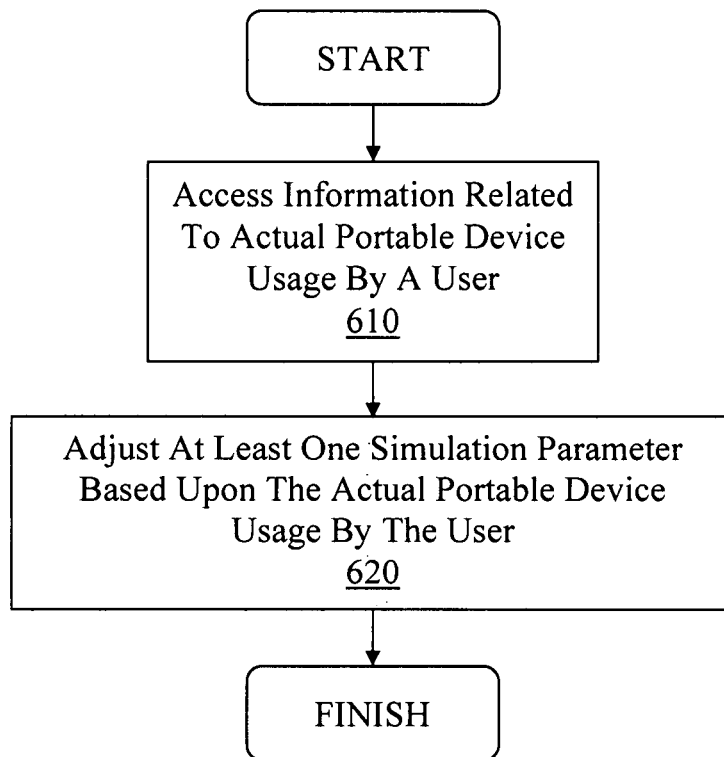 START
Access Information Related
To Actual Portable Device
Usage By A User
610
Adjust At Least One Simulation Parameter
Based Upon The Actual Portable Device
Usage By The User
620
FINISH